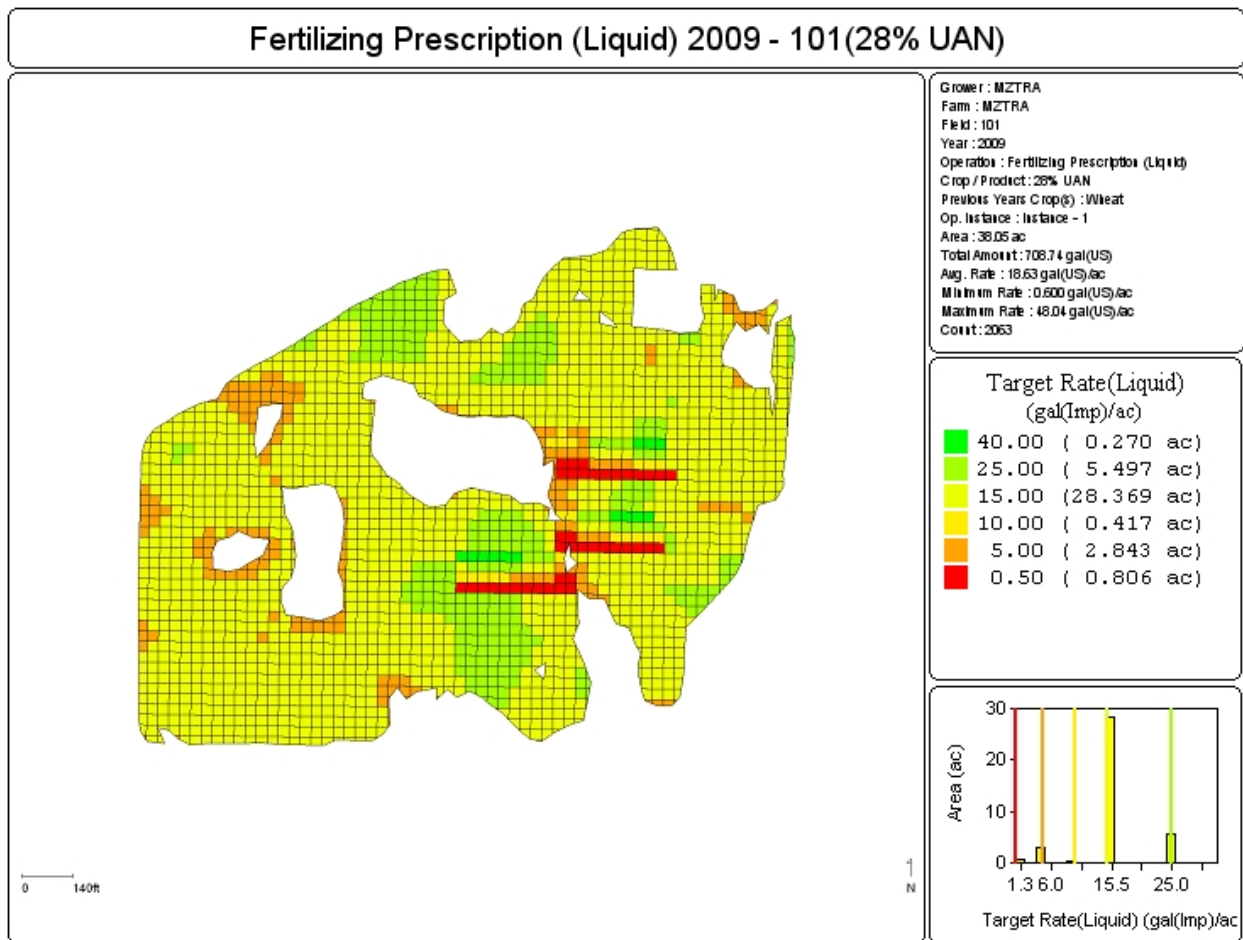 Fertilizing Prescription (Liquid) 2009 - 101(28% UAN)
Grower : MZTRA
Farm : MZTRA
Field : 101
Year : 2009
Operation : Fertilizing Prescription (Liquid)
Crop / Product : 28% UAN
Previous Years Crop(s) : Wheat
Op. Instance : Instance - 1
Area : 38.05 ac
Total Amount : 708.74 gal(US)
Avg. Rate : 18.63 gal(US)/ac
Minimum Rate : 0.600 gal(US)/ac
Maximum Rate : 48.04 gal(US)/ac
Count : 2063
Target Rate(Liquid)
(gal(Imp)/ac)
40.00 ( 0.270 ac)
25.00 ( 5.497 ac)
15.00 (28.369 ac)
10.00 ( 0.417 ac)
5.00 ( 2.843 ac)
0.50 ( 0.806 ac)
30
20
10
0
Area (ac)
1.3 6.0 15.5 25.0
Target Rate(Liquid) (gal(Imp)/ac
0 140ft
N